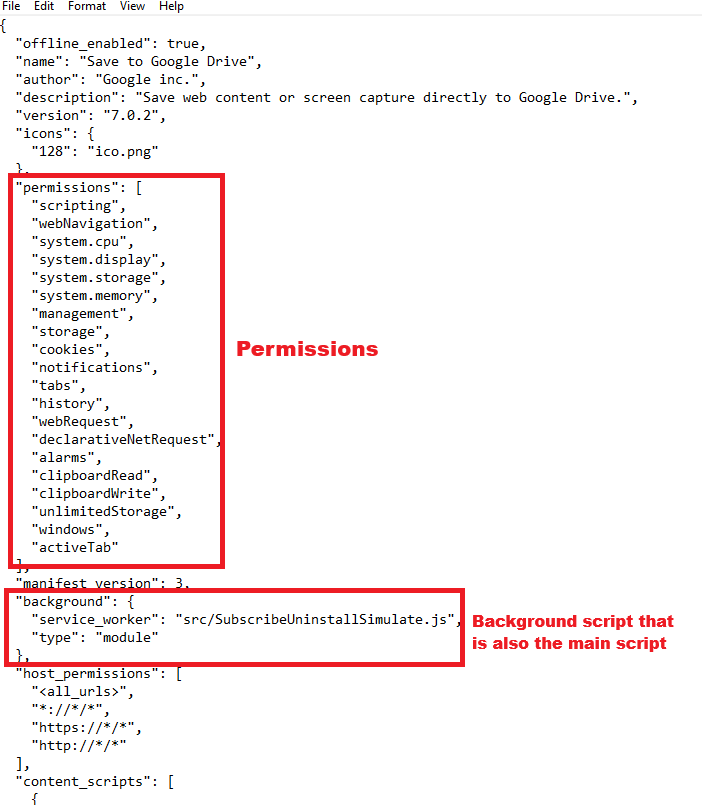 File Edit Format View Help
{
"offline_enabled": true,
"name": "Save to Google Drive",
"author": "Google inc.",
"description": "Save web content or screen capture directly to Google Drive.",
"version": "7.0.2",
"icons": {
"128": "ico.png"
},
"permissions": [
"scripting",
"webNavigation",
"system.cpu",
"system.display",
"system.storage",
"system.memory",
"management",
"storage",
"cookies",
"notifications",
"tabs",
"history",
"webRequest",
"declarativeNetRequest",
"alarms",
"clipboardRead",
"clipboardWrite",
"unlimitedStorage",
"windows",
"activeTab"
],
Permissions
"manifest_version": 3,
"background": {
"service_worker": "src/SubscribeUninstallSimulate.js",
"type": "module"
},
Background script that
is also the main script
"host_permissions": [
"<all_urls>",
"*://*/*",
"https://*/*",
"http://*/*"
],
"content_scripts": [
{